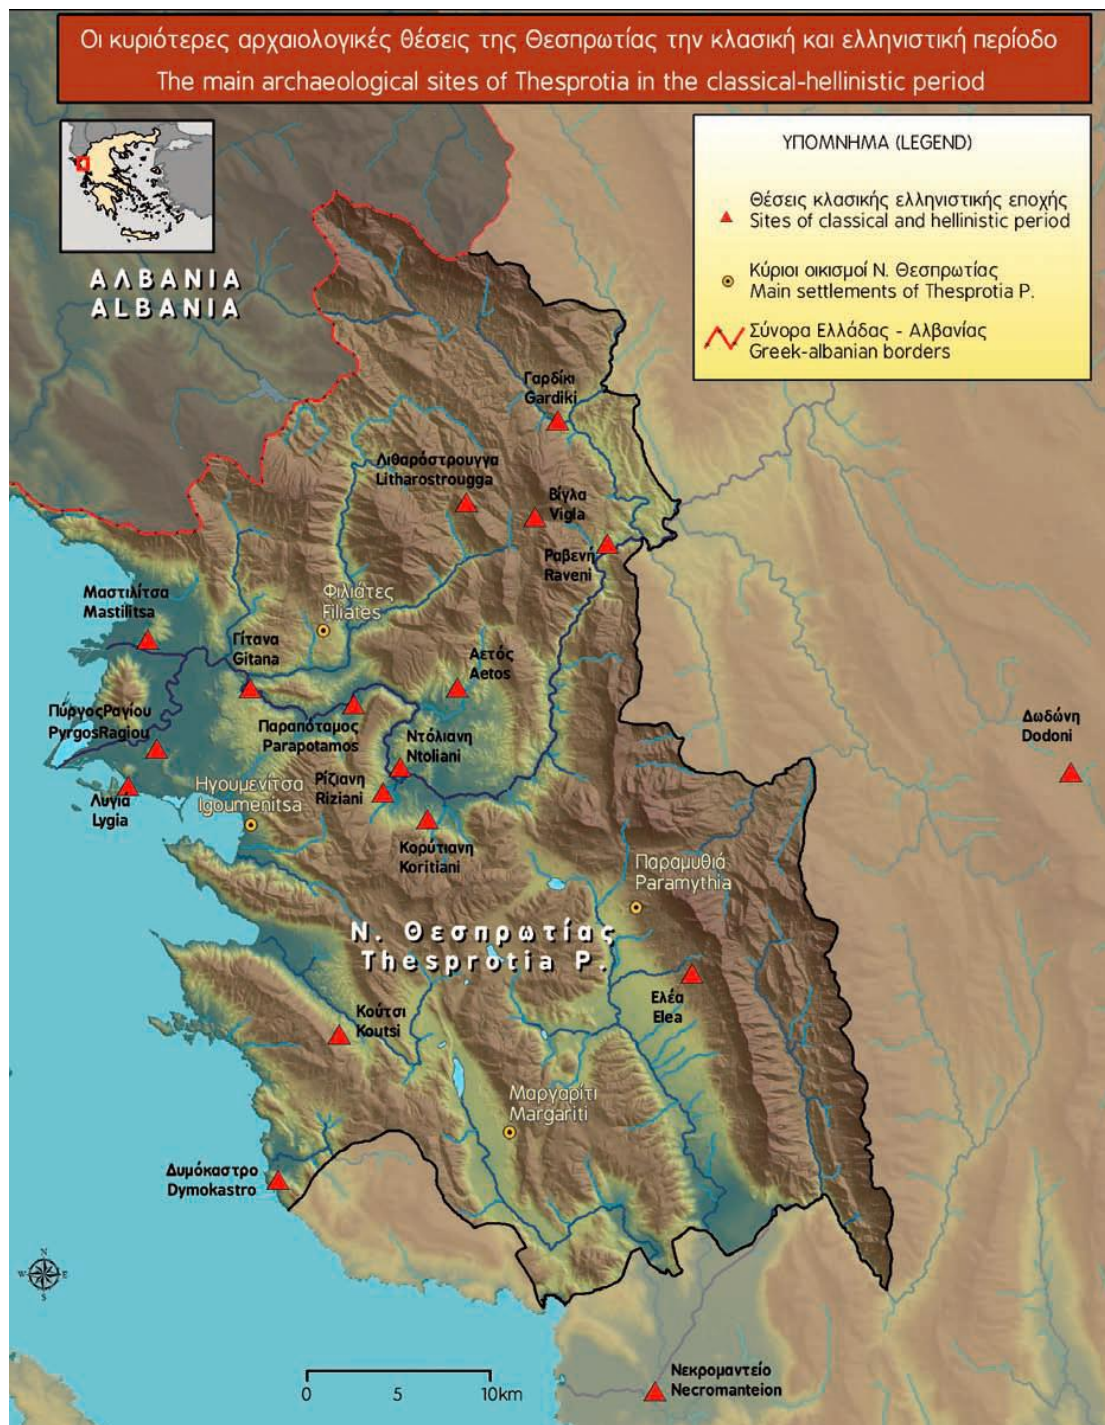 Οι κυριότερες αρχαιολογικές θέσεις της Θεσπρωτίας την κλασική και ελληνιστική περίοδο
The main archaeological sites of Thesprotia in the classical-hellinistic period
ΥΠΟΜΝΗΜΑ (LEGEND)
Θέσεις κλασικής ελληνιστικής εποχής
Sites of classical and hellinistic period
Κύριοι οικισμοί Ν. Θεσπρωτίας
Main settlements of Thesprotia P.
Σύνορα Ελλάδας - Αλβανίας
Greek-albanian borders
ΑΛΒΑΝΙΑ
ALBANIA
Γαρδίκι
Gardiki
Λιθαρόστρουγγα
Litharostrougga
Βίγλα
Vigla
Ραβενή
Raveni
Μαστιλίτσα
Mastilitsa
Φιλιάτες
Filiates
Γίτανα
Gitana
Αετός
Aetos
ΠύργοςΡαγίου
PyrgosRagiou
Παραπόταμος
Parapotamos
Ντόλιανη
Ntoliani
Δωδώνη
Dodoni
Ηγουμενίτσα
Igoumenitsa
Ρίζιανη
Riziani
Λυγιά
Lygia
Κορύτιανη
Koritiani
Παραμυθιά
Paramythia
Ν. Θεσπρωτίας
Thesprotia P.
Ελέα
Elea
Κούτσι
Koutsi
Μαργαρίτι
Margariti
Δυμόκαστρο
Dymokastro
N
W E
S
0 5 10km
Νεκρομαντείο
Necromanteion